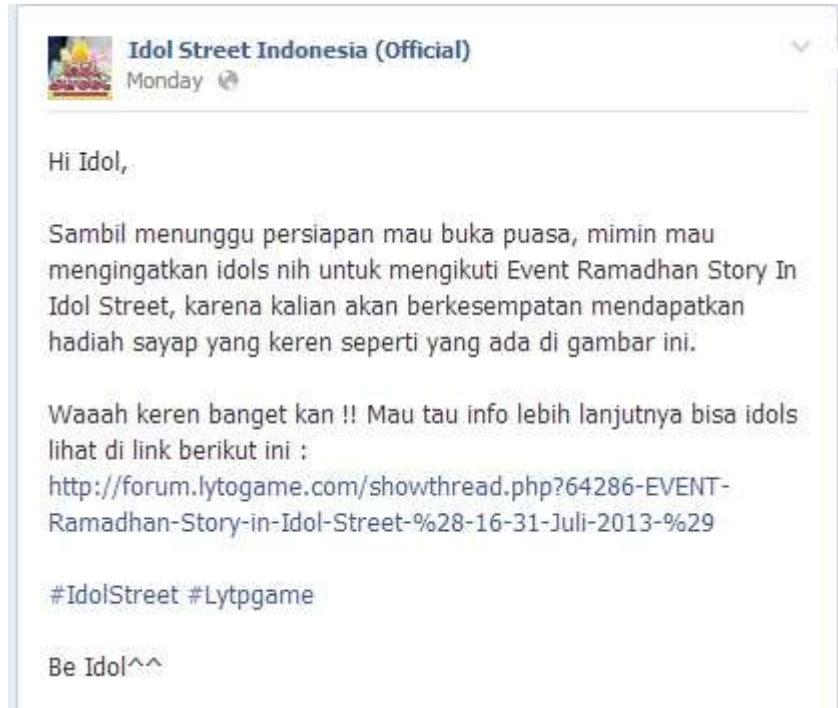 Idol Street Indonesia (Official)
Monday
Hi Idol,
Sambil menunggu persiapan mau buka puasa, mimin mau
mengingatkan idols nih untuk mengikuti Event Ramadhan Story In
Idol Street, karena kalian akan berkesempatan mendapatkan
hadiah sayap yang keren seperti yang ada di gambar ini.
Waaah keren banget kan !! Mau tau info lebih lanjutnya bisa idols
lihat di link berikut ini :
http://forum.lytogame.com/showthread.php?64286-EVENT-
Ramadhan-Story-in-Idol-Street-%28-16-31-Juli-2013-%29
#IdolStreet #Lytpgame
Be Idol^^